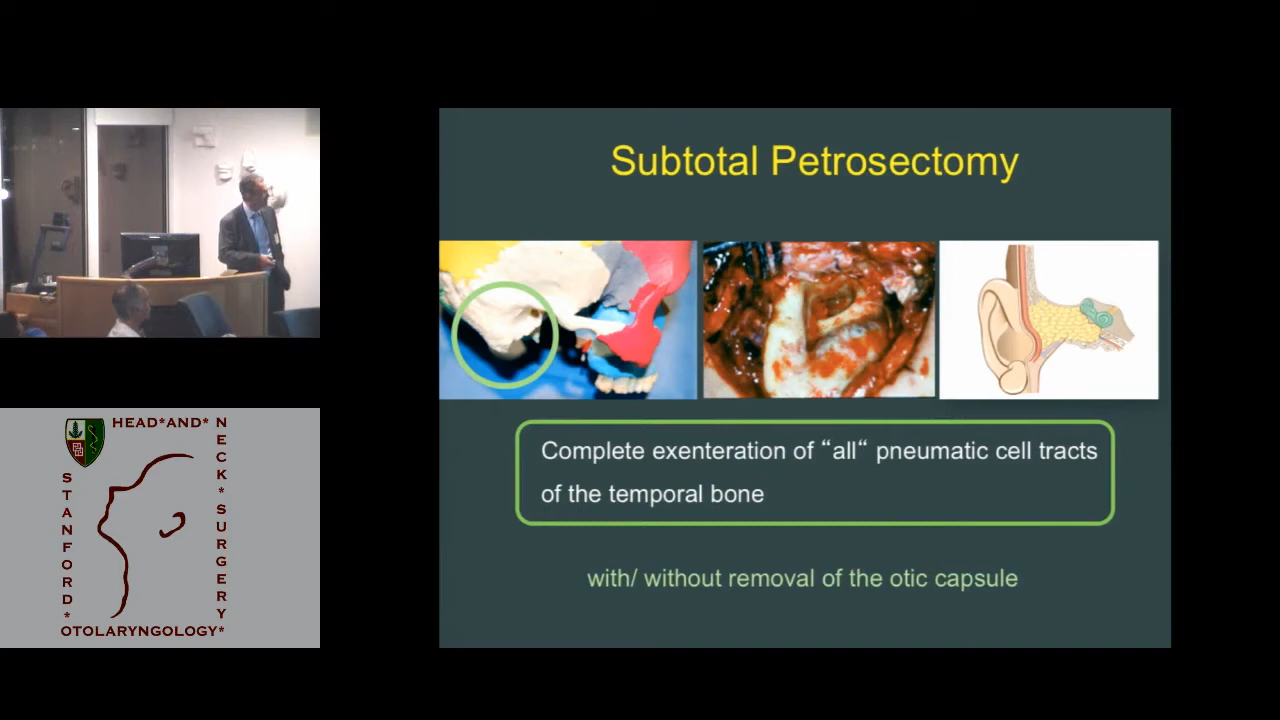 Subtotal Petrosectomy
Complete exenteration of “all“ pneumatic cell tracts
of the temporal bone
with/ without removal of the otic capsule
HEAD*AND*
NECK*SURGERY
STANFORD*
OTOLARYNGOLOGY*